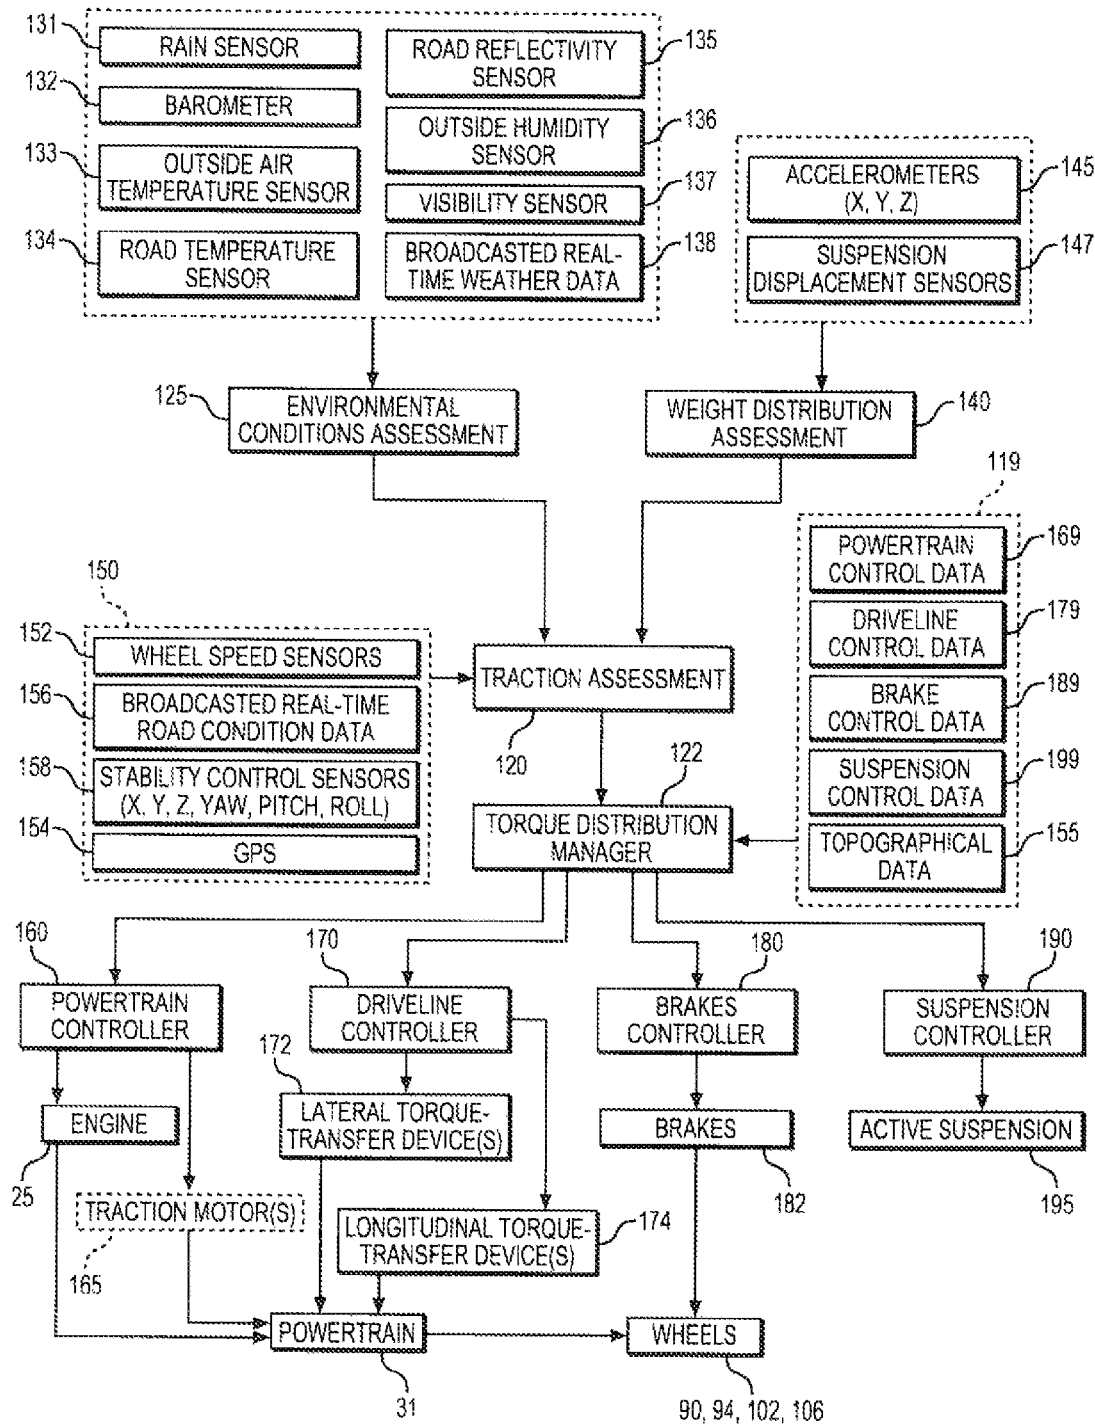 131
RAIN SENSOR
132
BAROMETER
133
OUTSIDE AIR
TEMPERATURE SENSOR
134
ROAD TEMPERATURE
SENSOR
ROAD REFLECTIVITY
SENSOR
135
OUTSIDE HUMIDITY
SENSOR
136
VISIBILITY SENSOR
137
BROADCASTED REAL-
TIME WEATHER DATA
138
ACCELEROMETERS
(X, Y, Z)
145
SUSPENSION
DISPLACEMENT SENSORS
147
125
ENVIRONMENTAL
CONDITIONS ASSESSMENT
WEIGHT DISTRIBUTION
ASSESSMENT
140
119
POWERTRAIN
CONTROL DATA
169
DRIVELINE
CONTROL DATA
179
BRAKE
CONTROL DATA
189
SUSPENSION
CONTROL DATA
199
TOPOGRAPHICAL
DATA
155
150
152
WHEEL SPEED SENSORS
156
BROADCASTED REAL-TIME
ROAD CONDITION DATA
158
STABILITY CONTROL SENSORS
(X, Y, Z, YAW, PITCH, ROLL)
154
GPS
TRACTION ASSESSMENT
120
122
TORQUE DISTRIBUTION
MANAGER
160
POWERTRAIN
CONTROLLER
170
DRIVELINE
CONTROLLER
180
BRAKES
CONTROLLER
190
SUSPENSION
CONTROLLER
ENGINE
25
172
LATERAL TORQUE-
TRANSFER DEVICE(S)
BRAKES
182
ACTIVE SUSPENSION
195
TRACTION MOTOR(S)
165
LONGITUDINAL TORQUE-
TRANSFER DEVICE(S)
174
POWERTRAIN
31
WHEELS
90, 94, 102, 106